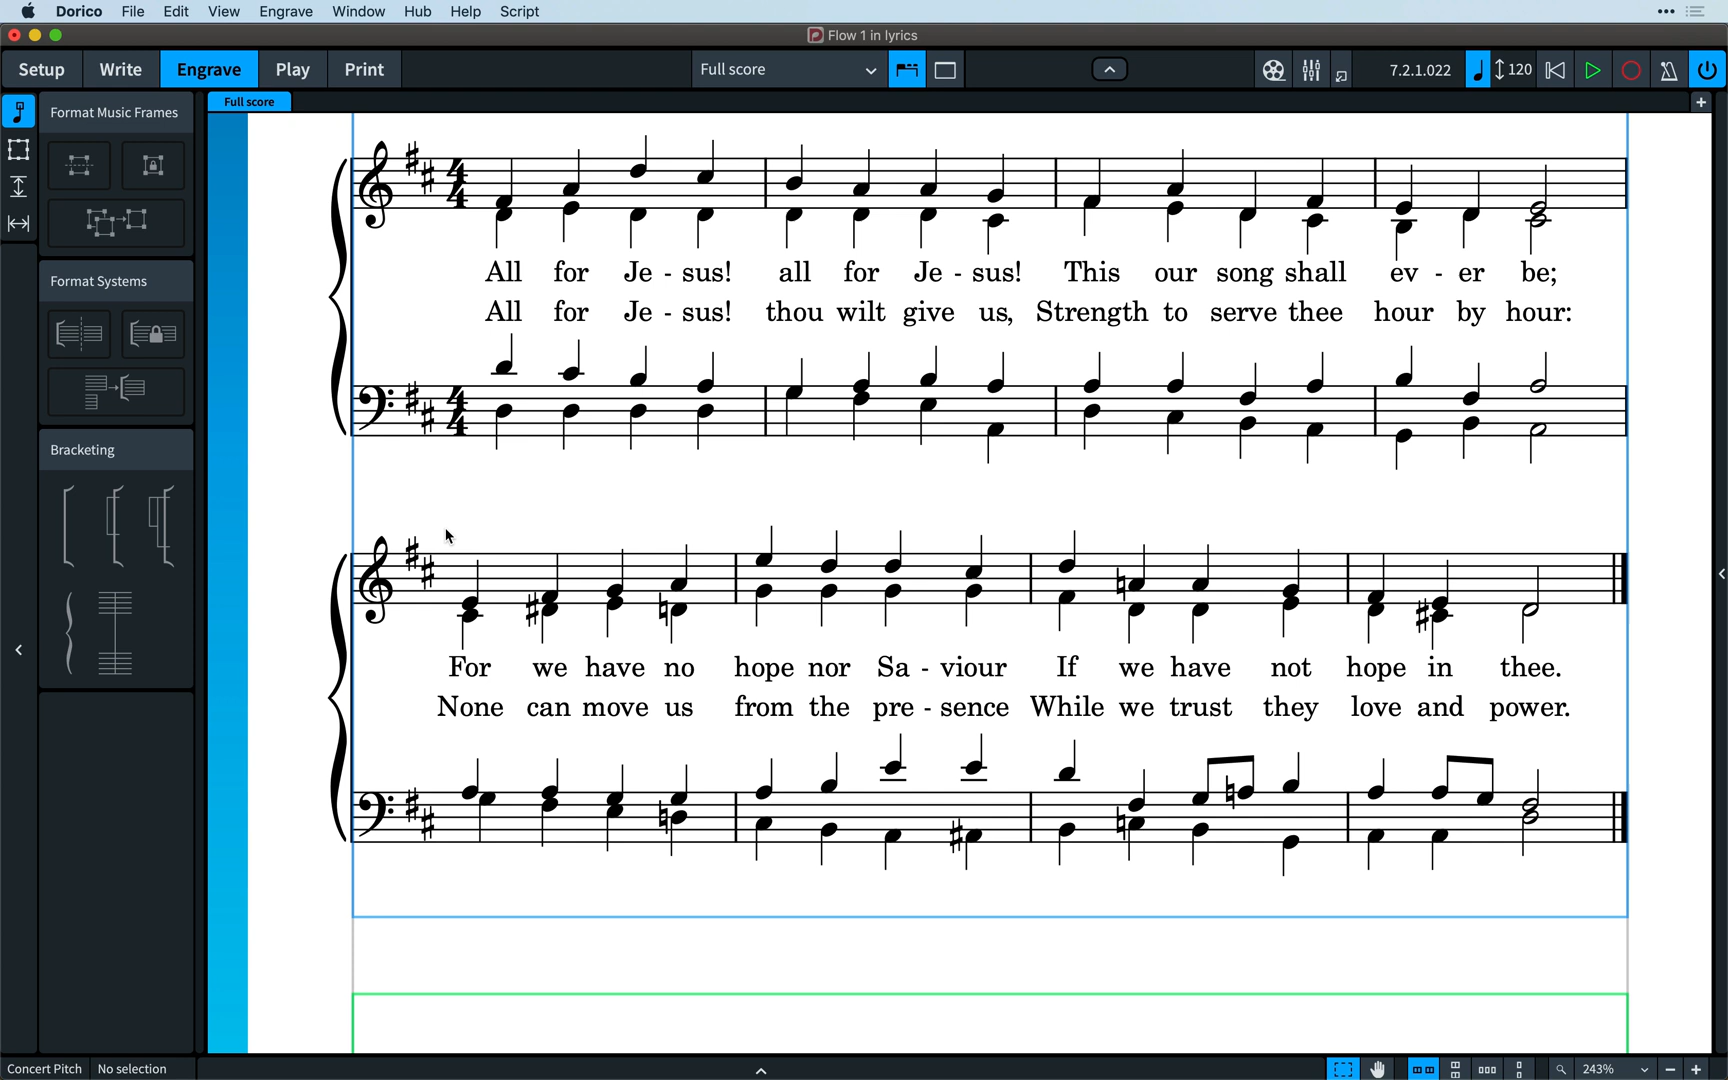 Dorico File Edit View Engrave Window Hub Help Script
Flow 1 in lyrics
Setup Write Engrave Play Print Full score 7.2.1.022 120
Full score
Format Music Frames
Format Systems
Bracketing
All for Je - sus! all for Je - sus! This our song shall ev - er be;
All for Je - sus! thou wilt give us, Strength to serve thee hour by hour:
For we have no hope nor Sa - viour If we have not hope in thee.
None can move us from the pre - sence While we trust they love and power.
Concert Pitch No selection 243%